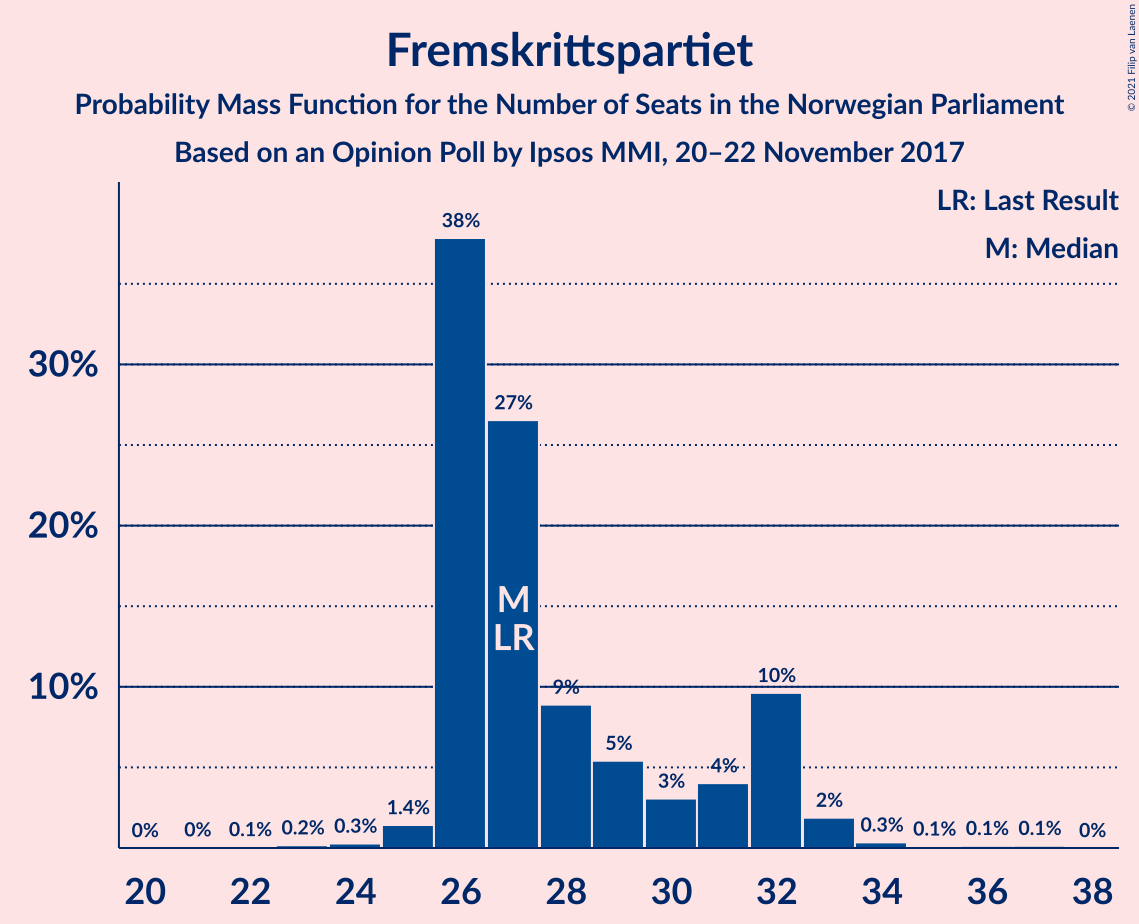 Fremskrittspartiet
Probability Mass Function for the Number of Seats in the Norwegian Parliament
Based on an Opinion Poll by Ipsos MMI, 20–22 November 2017
© 2021 Filip van Laenen
LR: Last Result
M: Median
38%
30%
27%
20%
M
LR
10%
10%
9%
5%
4%
3%
2%
1.4%
0% 0% 0.1% 0.2% 0.3% 0.3% 0.1% 0.1% 0.1% 0%
20 22 24 26 28 30 32 34 36 38